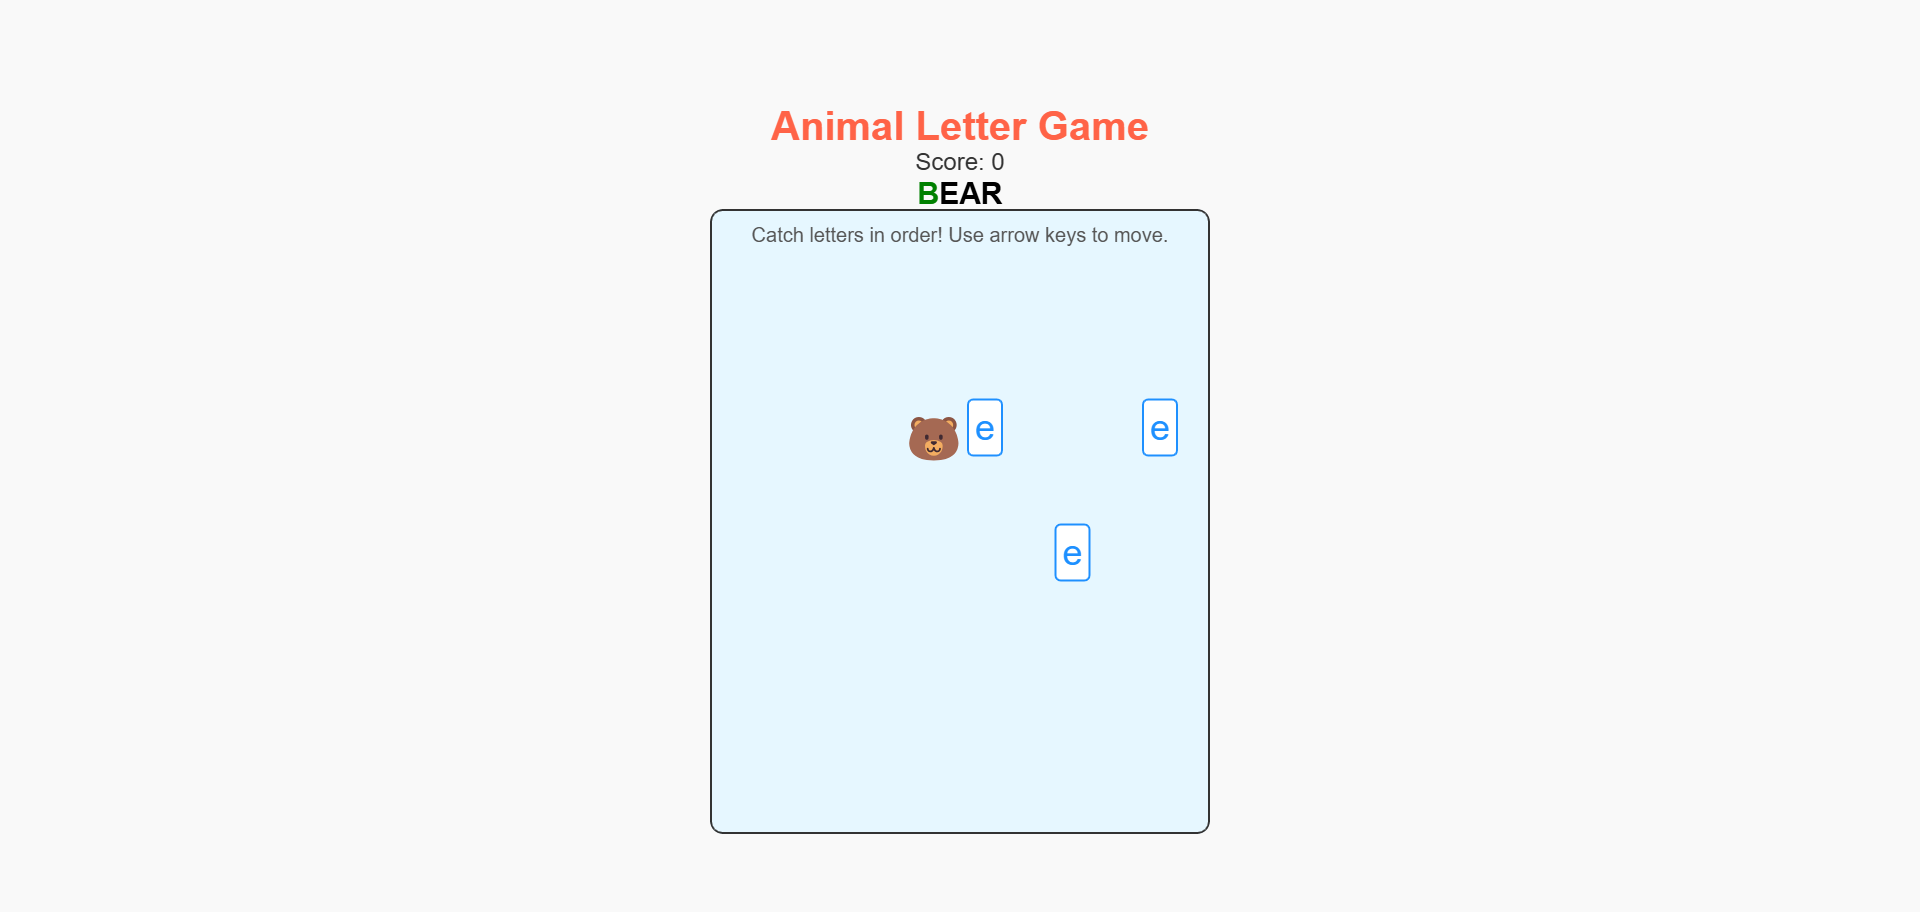 Animal Letter Game
Score: 0
BEAR
Catch letters in order! Use arrow keys to move.
e e
e